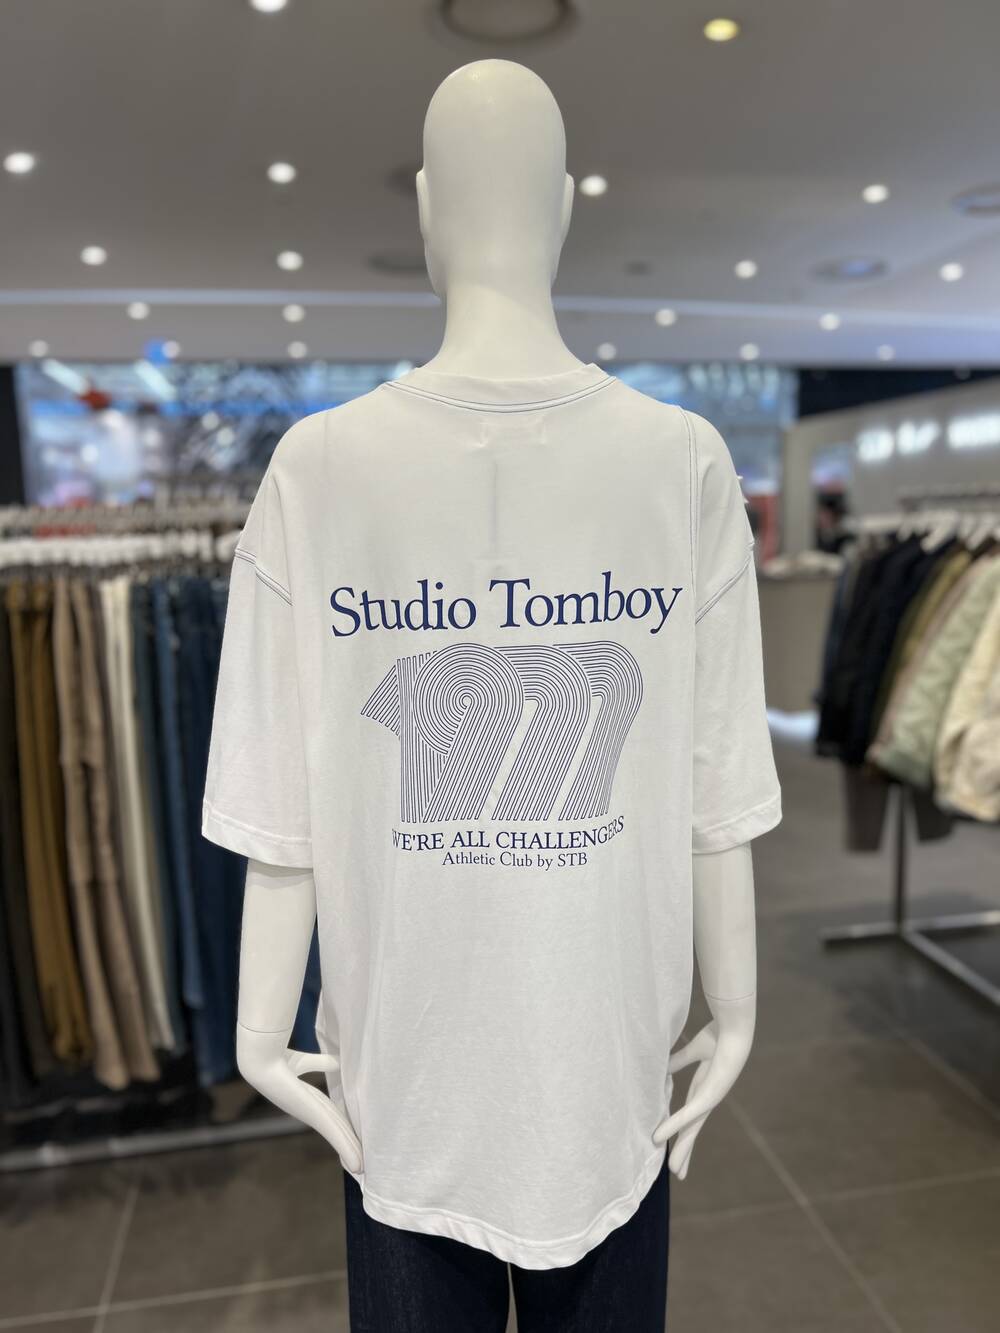 Studio Tomboy
1977
WE'RE ALL CHALLENGERS
Athletic Club by STB